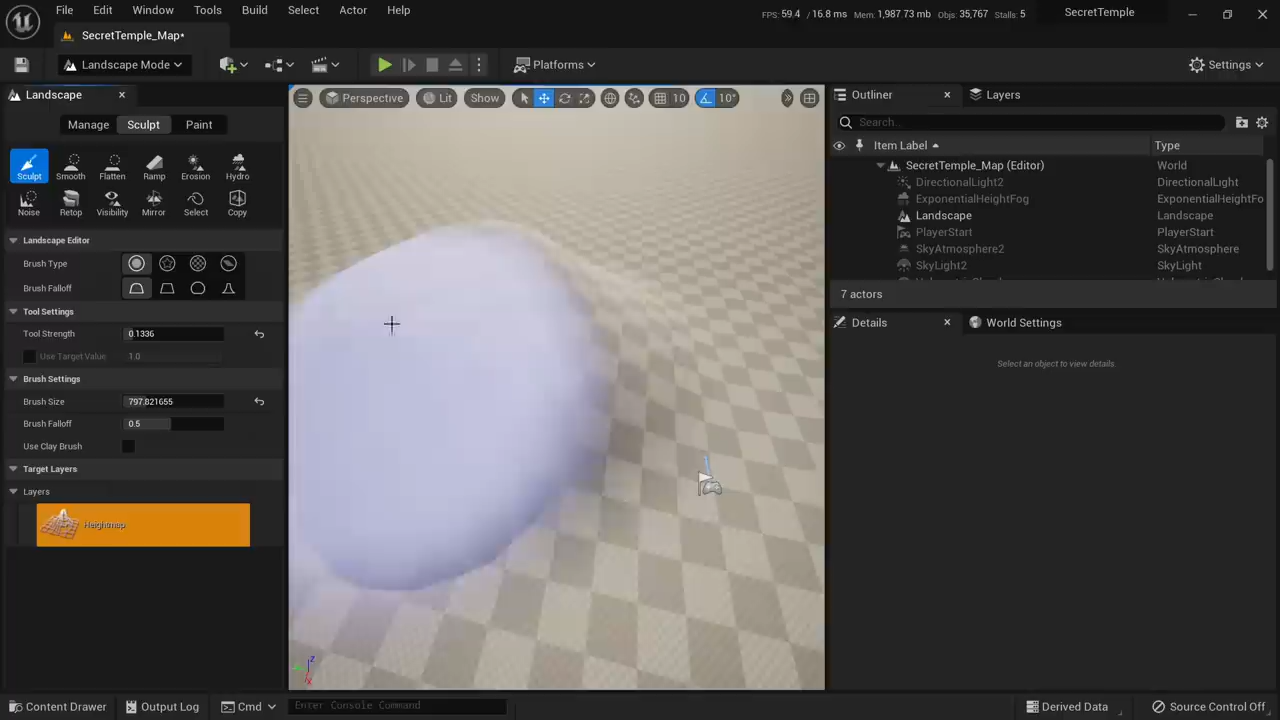 File Edit Window Tools Build Select Actor Help
FPS: 59.4 / 16.8 ms Mem: 1,987.73 mb Objs: 35,767 Stalls: 5
SecretTemple
SecretTemple_Map*
Landscape Mode
Platforms
Settings
Landscape
Manage Sculpt Paint
Sculpt Smooth Flatten Ramp Erosion Hydro
Noise Retop Visibility Mirror Select Copy
Landscape Editor
Brush Type
Brush Falloff
Tool Settings
Tool Strength 0.1336
Use Target Value 1.0
Brush Settings
Brush Size 797.821655
Brush Falloff 0.5
Use Clay Brush
Target Layers
Layers
Heightmap
Perspective Lit Show 10 10°
z
x
Outliner Layers
Search...
Item Label Type
SecretTemple_Map (Editor) World
DirectionalLight2 DirectionalLight
ExponentialHeightFog ExponentialHeightFo
Landscape Landscape
PlayerStart PlayerStart
SkyAtmosphere2 SkyAtmosphere
SkyLight2 SkyLight
7 actors
Details World Settings
Select an object to view details.
Content Drawer Output Log Cmd Enter Console Command
Derived Data Source Control Off